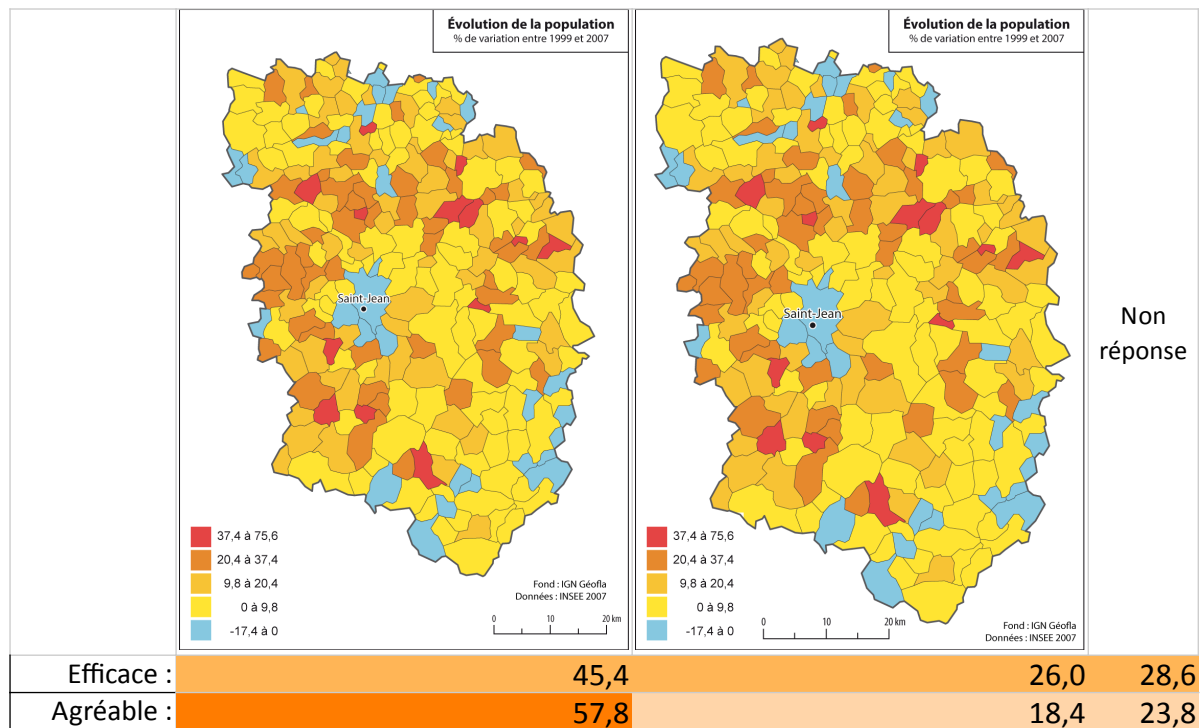 Évolution de la population
% de variation entre 1999 et 2007
Saint-Jean
37,4 à 75,6
20,4 à 37,4
9,8 à 20,4
0 à 9,8
-17,4 à 0
Fond : IGN Géofla
Données : INSEE 2007
0 10 20 km
Évolution de la population
% de variation entre 1999 et 2007
Saint-Jean
37,4 à 75,6
20,4 à 37,4
9,8 à 20,4
0 à 9,8
-17,4 à 0
0 10 20 km
Fond : IGN Géofla
Données : INSEE 2007
Non
réponse
Efficace : 45,4 26,0 28,6
Agréable : 57,8 18,4 23,8